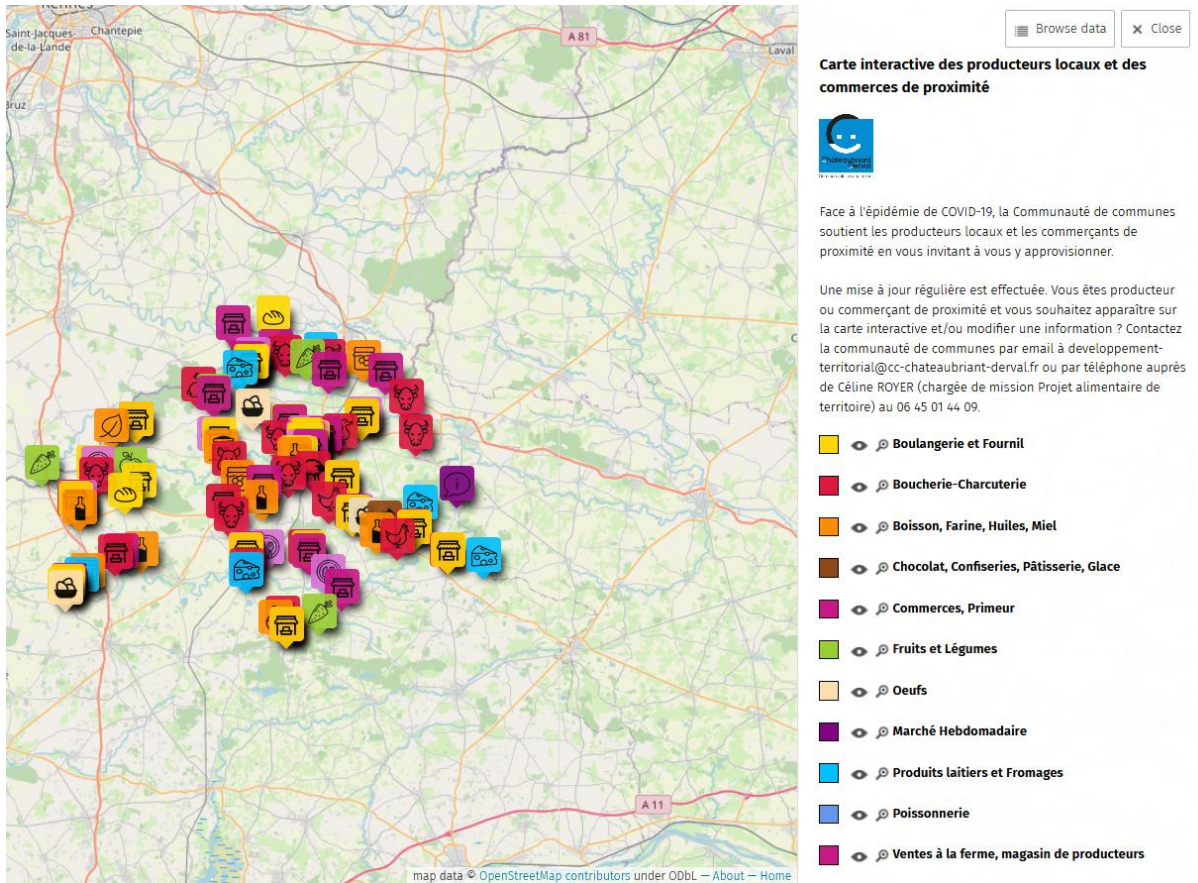 Rennes
Saint-Jacques-
de-la-Lande
Chantepie
Bruz
A 81
Laval
A 11
map data © OpenStreetMap contributors under ODbL — About — Home
Browse data
Close
Carte interactive des producteurs locaux et des
commerces de proximité
Châteaubriant
Derval
Face à l'épidémie de COVID-19, la Communauté de communes
soutient les producteurs locaux et les commerçants de
proximité en vous invitant à vous y approvisionner.
Une mise à jour régulière est effectuée. Vous êtes producteur
ou commerçant de proximité et vous souhaitez apparaître sur
la carte interactive et/ou modifier une information ? Contactez
la communauté de communes par email à developpement-
territorial@cc-chateaubriant-derval.fr ou par téléphone auprès
de Céline ROYER (chargée de mission Projet alimentaire de
territoire) au 06 45 01 44 09.
Boulangerie et Fournil
Boucherie-Charcuterie
Boisson, Farine, Huiles, Miel
Chocolat, Confiseries, Pâtisserie, Glace
Commerces, Primeur
Fruits et Légumes
Oeufs
Marché Hebdomadaire
Produits laitiers et Fromages
Poissonnerie
Ventes à la ferme, magasin de producteurs